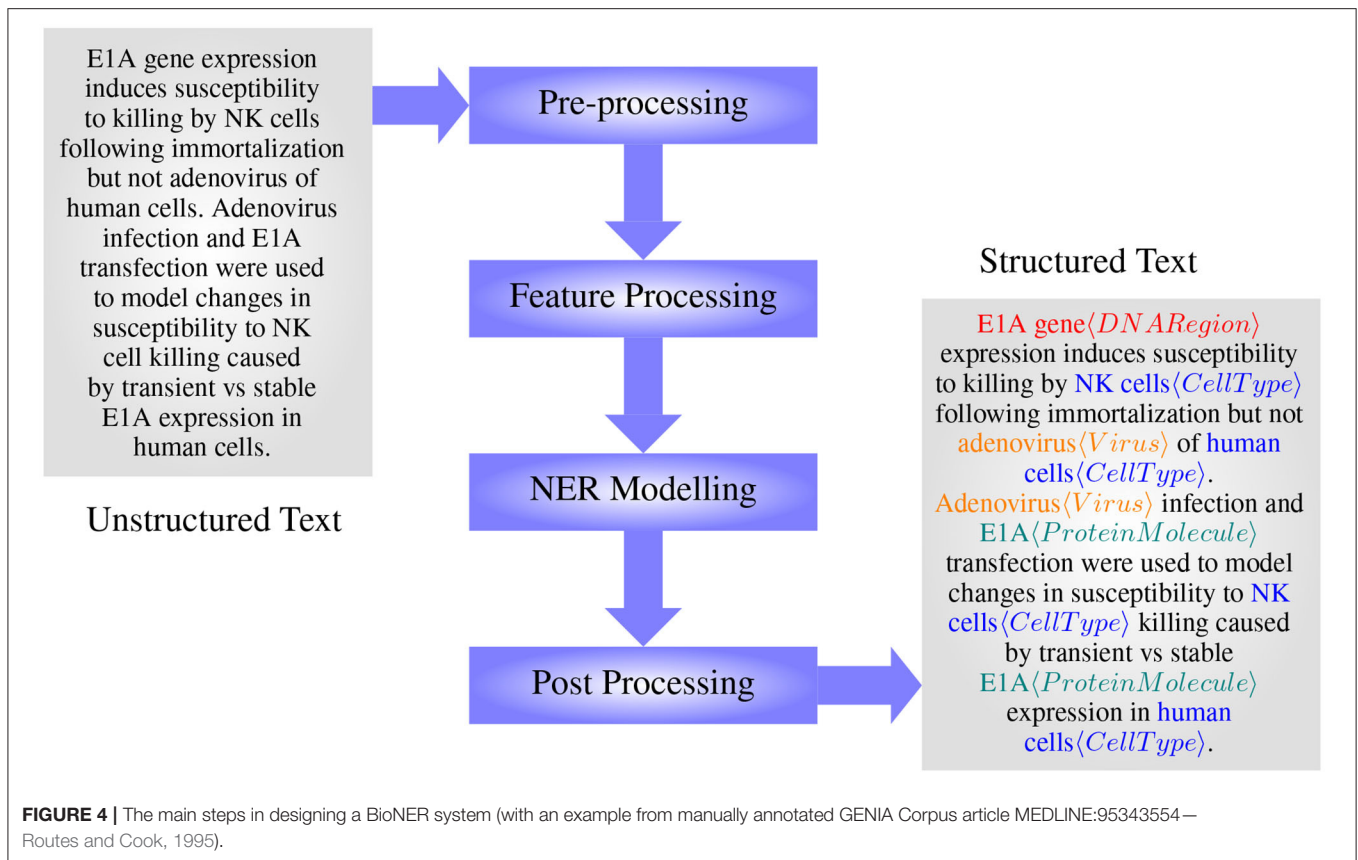 E1A gene expression
induces susceptibility
to killing by NK cells
following immortalization
but not adenovirus of
human cells. Adenovirus
infection and E1A
transfection were used
to model changes in
susceptibility to NK
cell killing caused
by transient vs stable
E1A expression in
human cells.
Unstructured Text
Pre-processing
Feature Processing
NER Modelling
Post Processing
Structured Text
E1A gene⟨DNARegion⟩
expression induces susceptibility
to killing by NK cells⟨CellType⟩
following immortalization but not
adenovirus⟨Virus⟩ of human
cells⟨CellType⟩.
Adenovirus⟨Virus⟩ infection and
E1A⟨ProteinMolecule⟩
transfection were used to model
changes in susceptibility to NK
cells⟨CellType⟩ killing caused
by transient vs stable
E1A⟨ProteinMolecule⟩
expression in human
cells⟨CellType⟩.
FIGURE 4 | The main steps in designing a BioNER system (with an example from manually annotated GENIA Corpus article MEDLINE:95343554—
Routes and Cook, 1995).